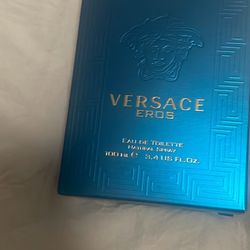 VERSACE
EROS
EAU DE TOILETTE
NATURAL SPRAY
100 ml ℮ 3.4 US FL.OZ.